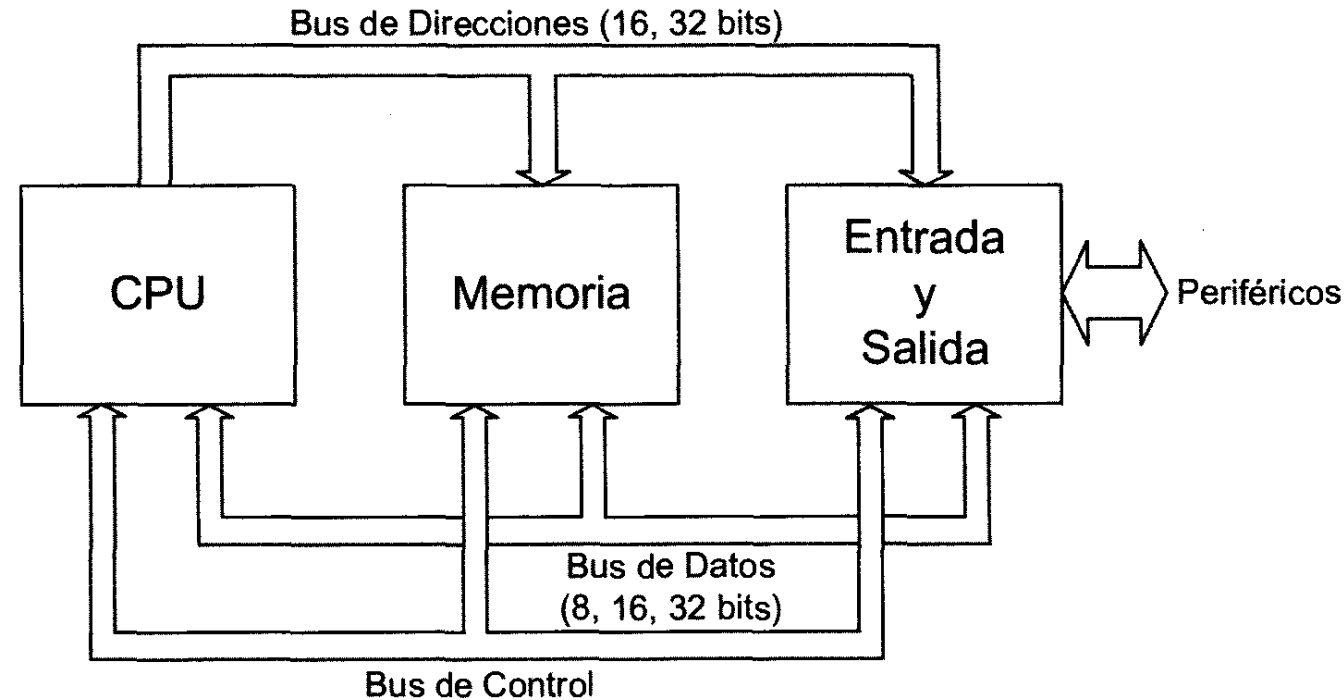 Bus de Direcciones (16, 32 bits)
CPU
Memoria
Entrada
y
Salida
Periféricos
Bus de Datos
(8, 16, 32 bits)
Bus de Control